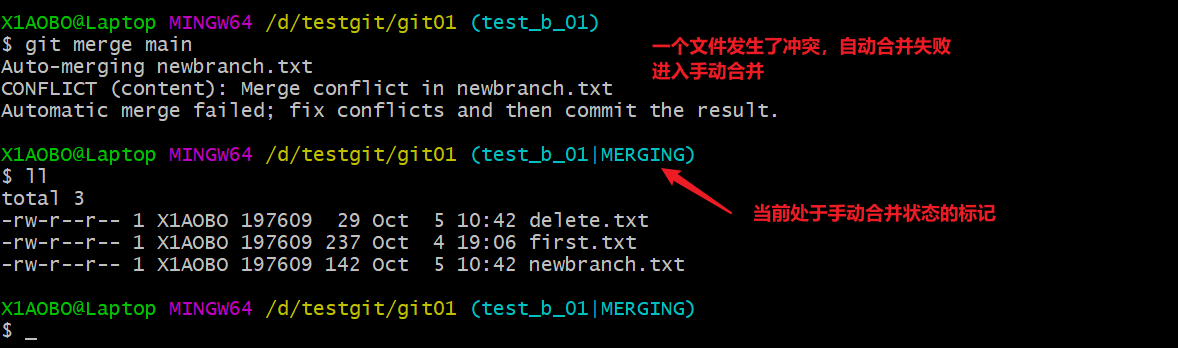 X1AOBO@Laptop MINGW64 /d/testgit/git01 (test_b_01)
$ git merge main
一个文件发生了冲突，自动合并失败
进入手动合并
Auto-merging newbranch.txt
CONFLICT (content): Merge conflict in newbranch.txt
Automatic merge failed; fix conflicts and then commit the result.
X1AOBO@Laptop MINGW64 /d/testgit/git01 (test_b_01|MERGING)
$ ll
total 3
当前处于手动合并状态的标记
-rw-r--r-- 1 X1AOBO 197609  29 Oct  5 10:42 delete.txt
-rw-r--r-- 1 X1AOBO 197609 237 Oct  4 19:06 first.txt
-rw-r--r-- 1 X1AOBO 197609 142 Oct  5 10:42 newbranch.txt
X1AOBO@Laptop MINGW64 /d/testgit/git01 (test_b_01|MERGING)
$ _